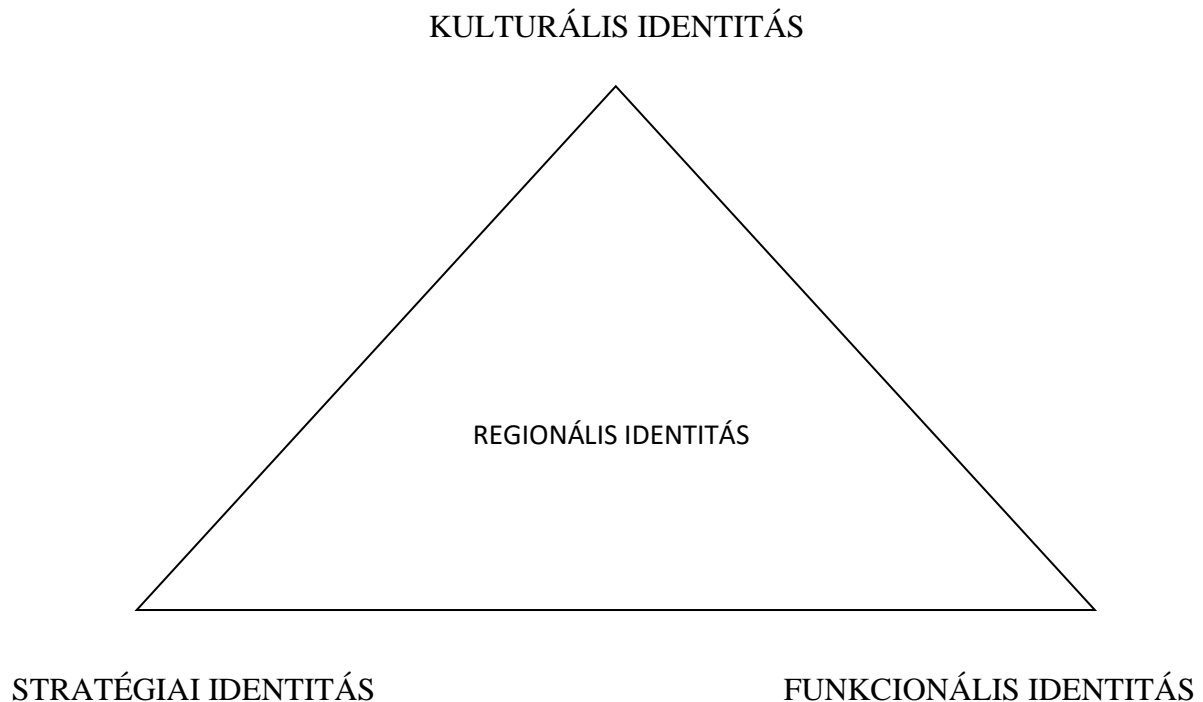 KULTURÁLIS IDENTITÁS
REGIONÁLIS IDENTITÁS
STRATÉGIAI IDENTITÁS
FUNKCIONÁLIS IDENTITÁS